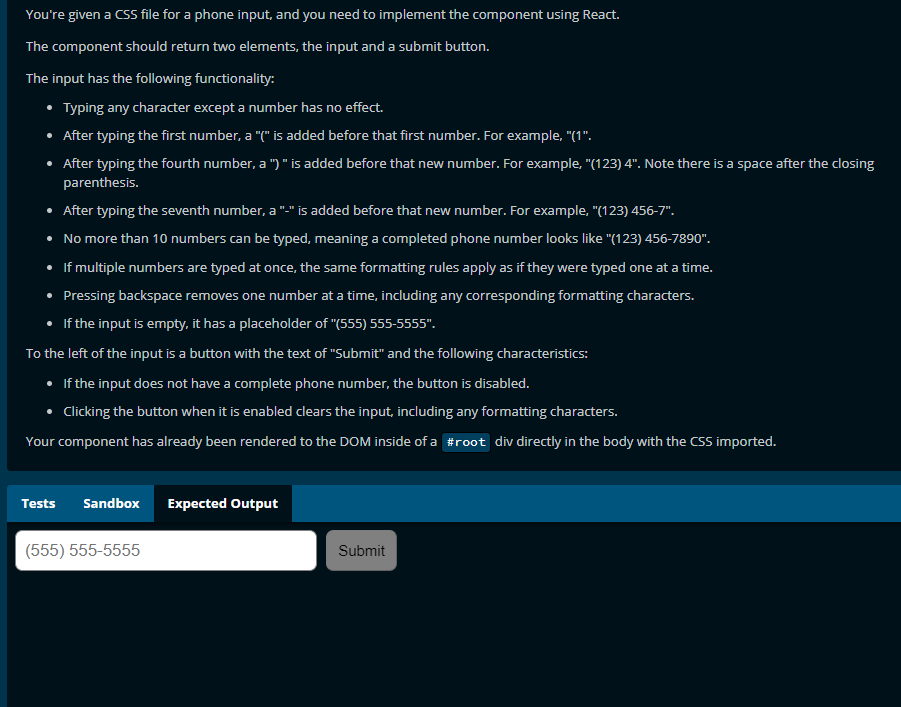 You're given a CSS file for a phone input, and you need to implement the component using React.
The component should return two elements, the input and a submit button.
The input has the following functionality:
Typing any character except a number has no effect.
After typing the first number, a "(" is added before that first number. For example, "(1".
After typing the fourth number, a ") " is added before that new number. For example, "(123) 4". Note there is a space after the closing
parenthesis.
After typing the seventh number, a "-" is added before that new number. For example, "(123) 456-7".
No more than 10 numbers can be typed, meaning a completed phone number looks like "(123) 456-7890".
If multiple numbers are typed at once, the same formatting rules apply as if they were typed one at a time.
Pressing backspace removes one number at a time, including any corresponding formatting characters.
If the input is empty, it has a placeholder of "(555) 555-5555".
To the left of the input is a button with the text of "Submit" and the following characteristics:
If the input does not have a complete phone number, the button is disabled.
Clicking the button when it is enabled clears the input, including any formatting characters.
Your component has already been rendered to the DOM inside of a #root div directly in the body with the CSS imported.
Tests Sandbox Expected Output
(555) 555-5555 Submit